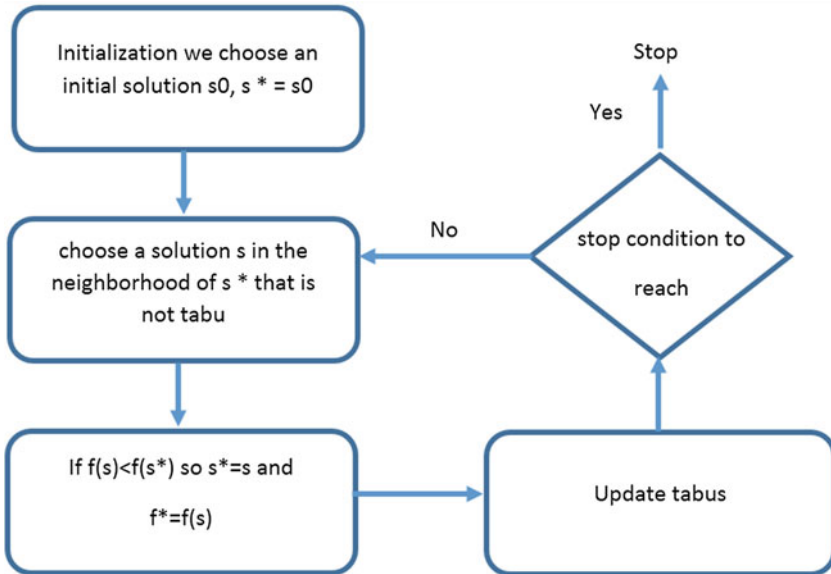 Initialization we choose an
initial solution s0, s * = s0
choose a solution s in the
neighborhood of s * that is
not tabu
If f(s)<f(s*) so s*=s and
f*=f(s)
Update tabus
stop condition to
reach
No
Yes
Stop